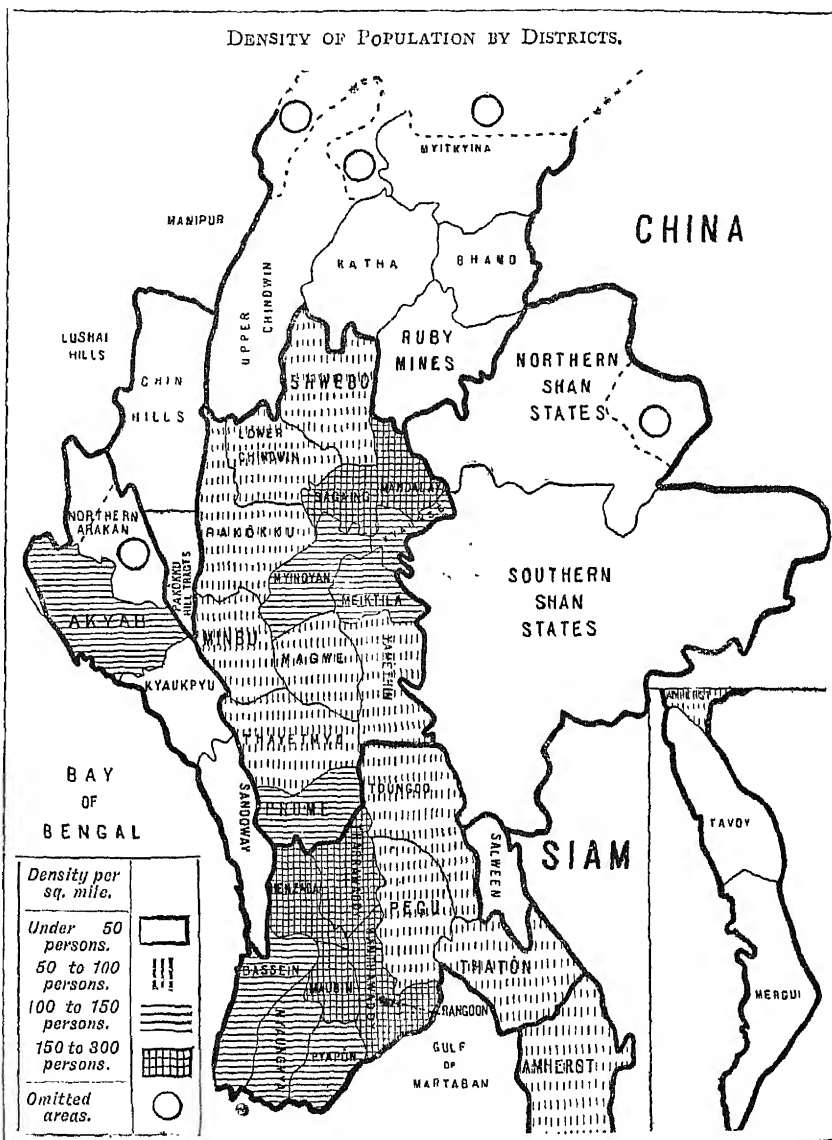 DENSITY OF POPULATION BY DISTRICTS.
MYITKYINA
MANIPUR
CHINA
KATHA
BHAMO
UPPER
CHINDWIN
LUSHAI
HILLS
RUBY
MINES
CHIN
HILLS
NORTHERN
SHAN
STATES
SHWEBO
LOWER
CHINDWIN
SAGAING
MANDALAY
NORTHERN
ARAKAN
PAKÔKKU
PAKOKKU
HILL TRACTS
MYINGYAN
MEIKTILA
SOUTHERN
SHAN
STATES
AKYAB
MINBU
MAGWE
YAMETHIN
KYAUKPYU
AMHERST
THAYETMYO
BAY
OF
BENGAL
SANDOWAY
PROME
TOUNGOO
TAVOY
SALWEEN
SIAM
HENZADA
THARRAWADDY
PEGU
THATÔN
BASSEIN
MAUBIN
HANTHAWADDY
RANGOON
MERGUI
MYAUNGMYA
PYAPÔN
GULF
OF
MARTABAN
AMHERST
Density per
sq. mile.
Under 50
persons.
50 to 100
persons.
100 to 150
persons.
150 to 300
persons.
Omitted
areas.